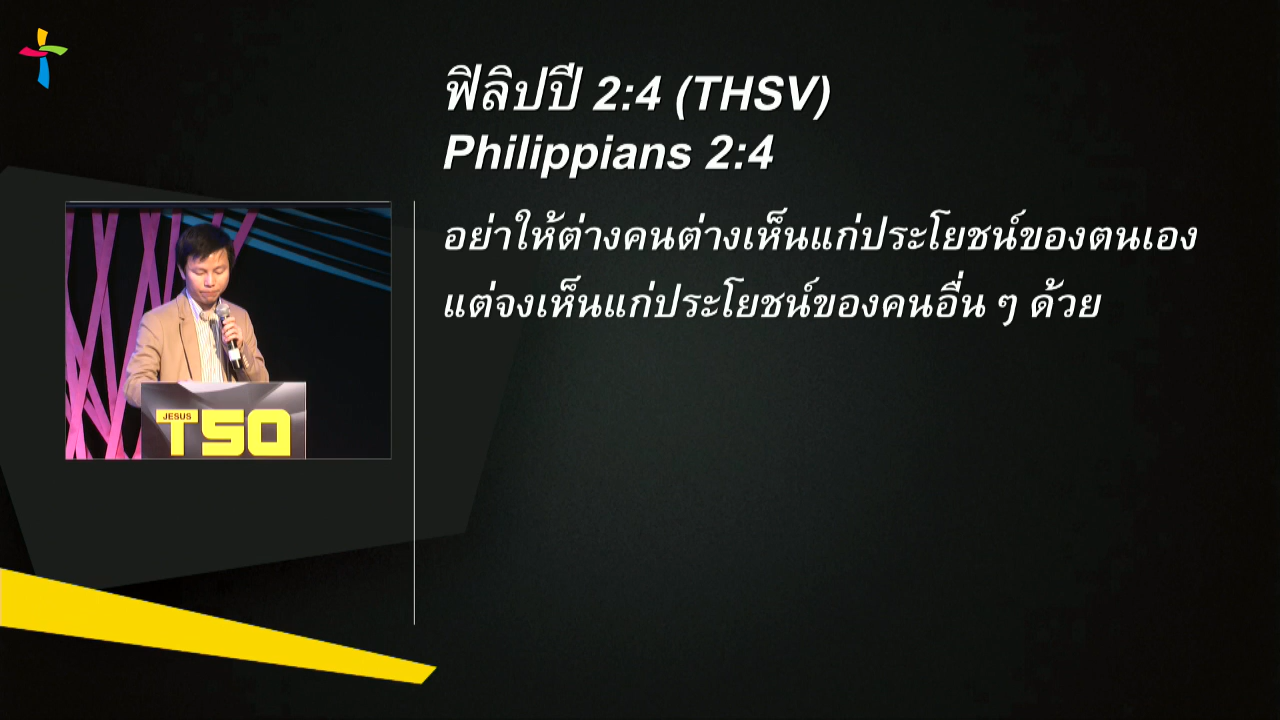 ฟิลิปปี 2:4 (THSV)
Philippians 2:4
อย่าให้ต่างคนต่างเห็นแก่ประโยชน์ของตนเอง
แต่จงเห็นแก่ประโยชน์ของคนอื่น ๆ ด้วย
JESUS
TSQ